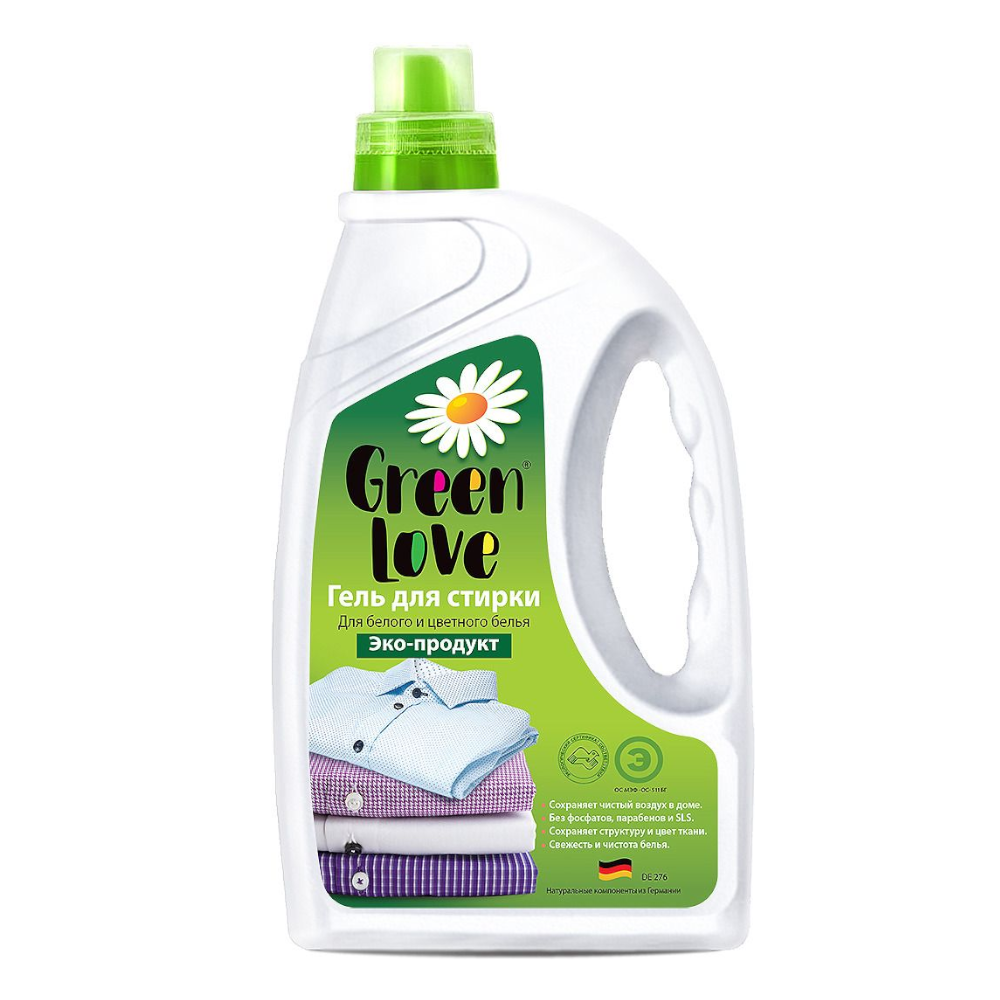 Green®
Love
Гель для стирки
Для белого и цветного белья
Эко-продукт
Э
Сохраняет чистый воздух в доме.
Без фосфатов, парабенов и SLS.
Сохраняет структуру и цвет ткани.
Свежесть и чистота белья.
DE 276
Натуральные компоненты из Германии